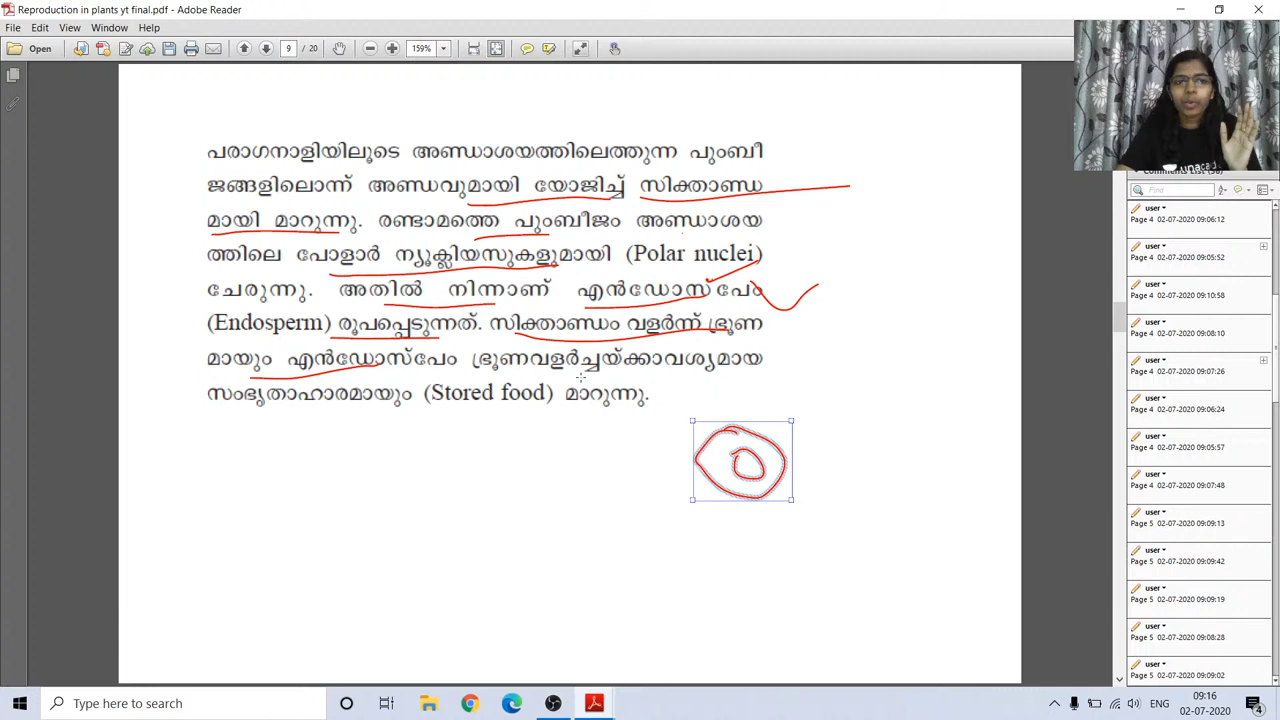 Reproduction in plants yt final.pdf - Adobe Reader
File Edit View Window Help
Open 9 / 20 159%
പരാഗനാളിയിലൂടെ അണ്ഡാശയത്തിലെത്തുന്ന പുംബീ
ജങ്ങളിലൊന്ന് അണ്ഡവുമായി യോജിച്ച് സിക്താണ്ഡ
മായി മാറുന്നു. രണ്ടാമത്തെ പുംബീജം അണ്ഡാശയ
ത്തിലെ പോളാർ ന്യൂക്ലിയസുകളുമായി (Polar nuclei)
ചേരുന്നു. അതിൽ നിന്നാണ് എൻഡോസ്പേം
(Endosperm) രൂപപ്പെടുന്നത്. സിക്താണ്ഡം വളർന്ന് ഭ്രൂണ
മായും എൻഡോസ്പേം ഭ്രൂണവളർച്ചയ്ക്കാവശ്യമായ
സംഭൃതാഹാരമായും (Stored food) മാറുന്നു.
Search
user
Page 4 02-07-2020 09:06:12
user
Page 4 02-07-2020 09:05:52
user
Page 4 02-07-2020 09:10:58
user
Page 4 02-07-2020 09:08:10
user
Page 4 02-07-2020 09:07:26
user
Page 4 02-07-2020 09:06:24
user
Page 4 02-07-2020 09:05:57
user
Page 4 02-07-2020 09:07:48
user
Page 5 02-07-2020 09:09:13
user
Page 5 02-07-2020 09:09:42
user
Page 5 02-07-2020 09:09:19
user
Page 5 02-07-2020 09:08:28
user
Page 5 02-07-2020 09:09:02
Type here to search
ENG
09:16
02-07-2020
4